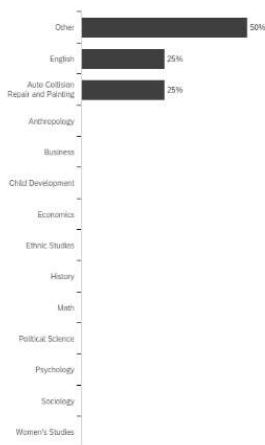 Other
50%
English
25%
Auto Collision
Repair and Painting
25%
Anthropology
Business
Child Development
Economics
Ethnic Studies
History
Math
Political Science
Psychology
Sociology
Women's Studies